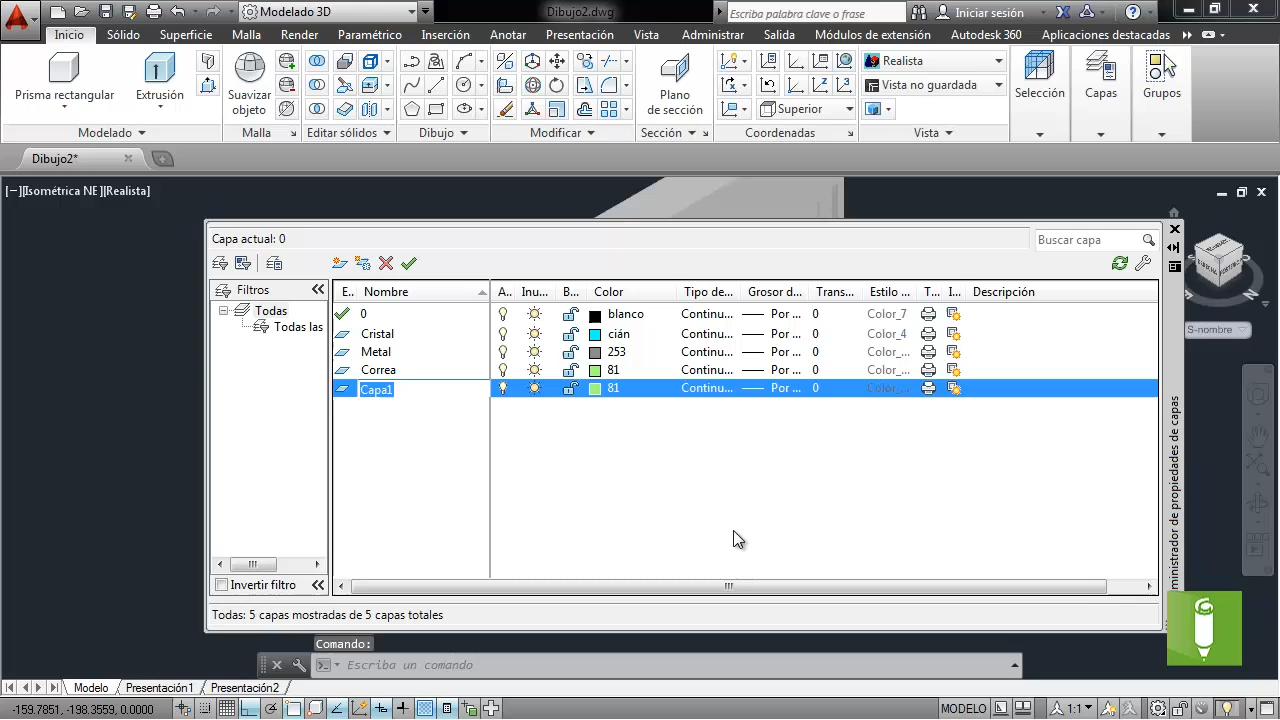 Modelado 3D
Dibujo2.dwg
Escriba palabra clave o frase
Iniciar sesión
Inicio Sólido Superficie Malla Render Paramétrico Inserción Anotar Presentación Vista Administrar Salida Módulos de extensión Autodesk 360 Aplicaciones destacadas
Prisma rectangular
Extrusión
Suavizar objeto
Plano de sección
Superior
Realista
Vista no guardada
Selección
Capas
Grupos
Modelado
Malla
Editar sólidos
Dibujo
Modificar
Sección
Coordenadas
Vista
Dibujo2*
[−][Isométrica NE][Realista]
Capa actual: 0
Buscar capa
Filtros
Todas
Todas las
E.. Nombre A.. Inu... B... Color Tipo de... Grosor d... Trans... Estilo ... T... I... Descripción
0 blanco Continu... Por ... 0 Color_7
Cristal cián Continu... Por ... 0 Color_4
Metal 253 Continu... Por ... 0 Color_...
Correa 81 Continu... Por ... 0 Color_...
Capa1 81 Continu... Por ... 0 Color_...
Invertir filtro
Todas: 5 capas mostradas de 5 capas totales
ministrador de propiedades de capas
S-nombre
Comando:
Escriba un comando
Modelo Presentación1 Presentación2
-159.7851, -198.3559, 0.0000
MODELO
1:1